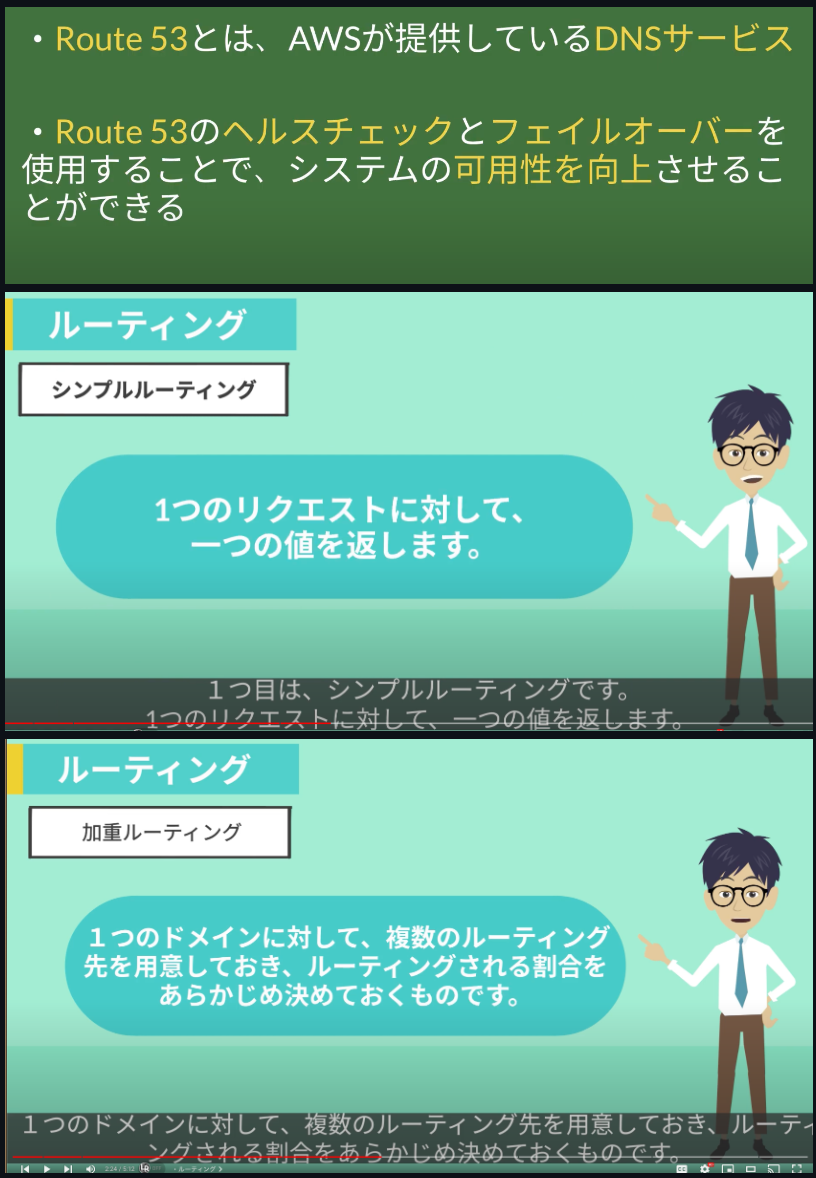 ・Route 53とは、AWSが提供しているDNSサービス
・Route 53のヘルスチェックとフェイルオーバーを
使用することで、システムの可用性を向上させるこ
とができる
ルーティング
シンプルルーティング
1つのリクエストに対して、
一つの値を返します。
１つ目は、シンプルルーティングです。
1つのリクエストに対して、一つの値を返します。
ルーティング
加重ルーティング
１つのドメインに対して、複数のルーティング
先を用意しておき、ルーティングされる割合を
あらかじめ決めておくものです。
１つのドメインに対して、複数のルーティング先を用意しておき、ルーティ
ングされる割合をあらかじめ決めておくものです。
2:24 / 5:12 ・ルーティング